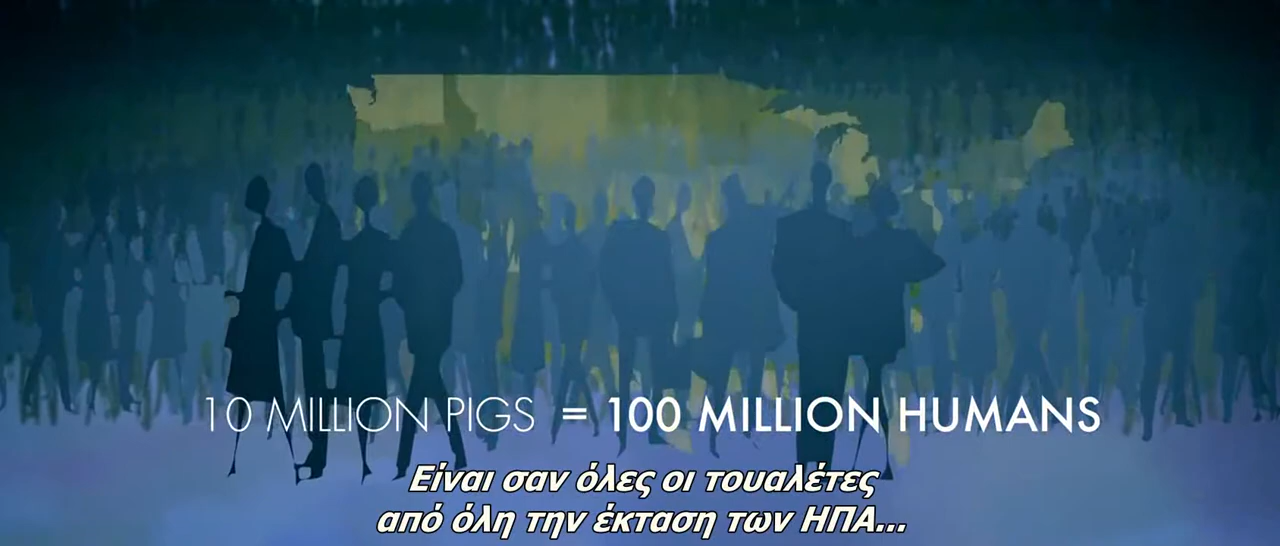 10 MILLION PIGS = 100 MILLION HUMANS
Είναι σαν όλες οι τουαλέτες
από όλη την έκταση των ΗΠΑ...